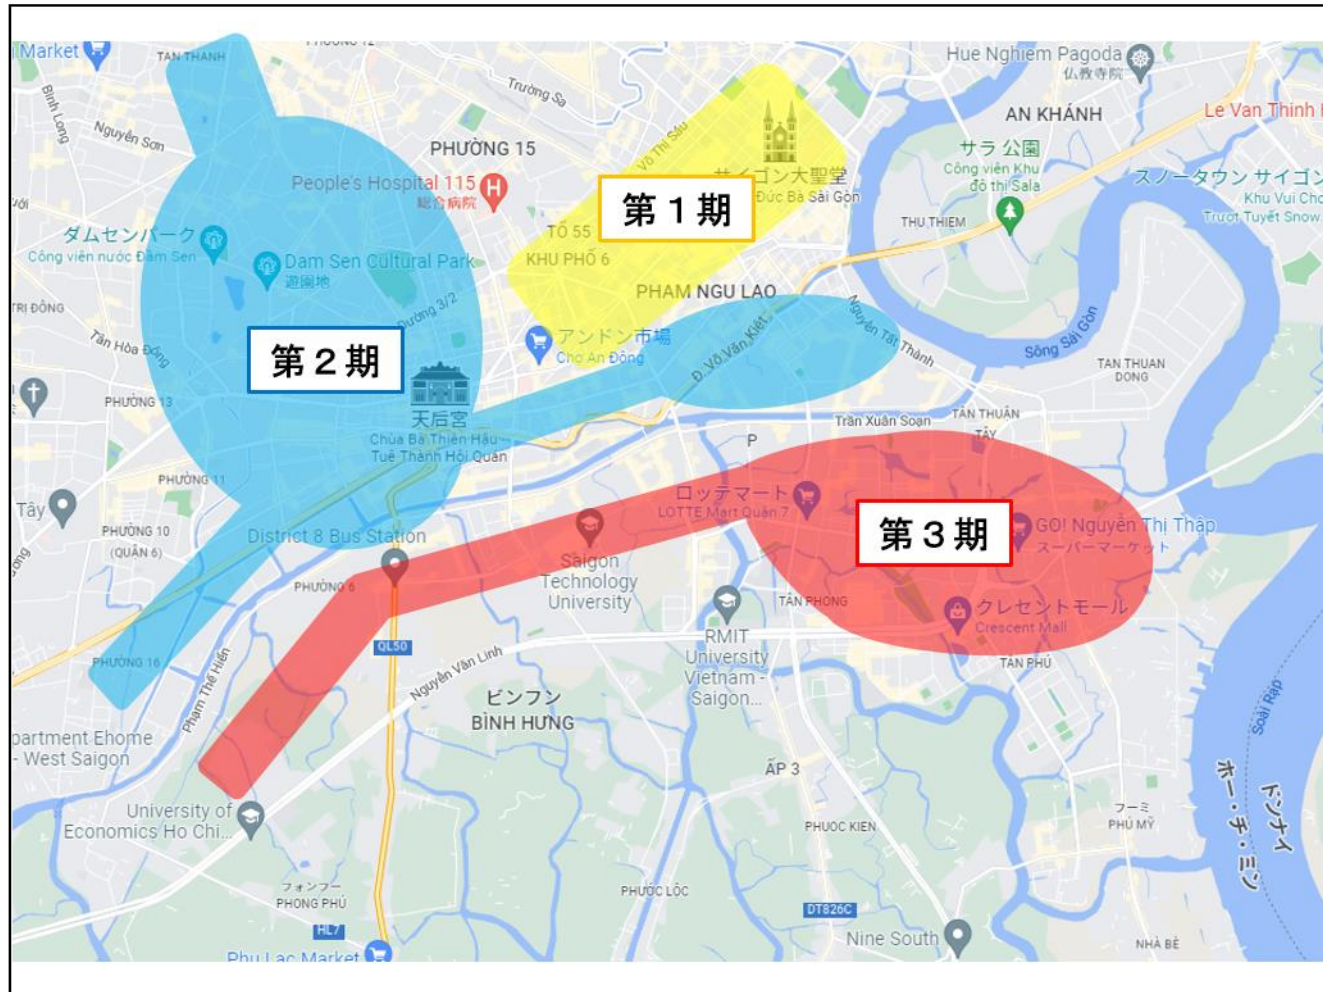 Market
TAN THANH
Bình Long
Nguyễn Sơn
Trường Sa
PHƯỜNG 15
Võ Thị Sáu
People's Hospital 115
総合病院
サイゴン大聖堂
Đức Bà Sài Gòn
Hue Nghiem Pagoda
仏教寺院
AN KHÁNH
Le Van Thinh
サラ 公園
Công viên Khu
đô thị Sala
スノータウン サイゴン
Khu Vui Chơ
Trượt Tuyết Snow
THU THIEM
第1期
TỔ 55
KHU PHỐ 6
ダムセンパーク
Công viên nước Đầm Sen
Dam Sen Cultural Park
遊園地
Đường 3/2
PHAM NGU LAO
TRỊ ĐÔNG
Tân Hòa Đông
第2期
アンドン市場
Chợ An Đông
Đ. Võ Văn Kiệt
Nguyễn Tất Thành
Sông Sài Gòn
TAN THUAN
DONG
PHƯỜNG 13
天后宮
Chùa Bà Thiên Hậu -
Tuệ Thành Hội Quán
Trần Xuân Soạn
TÂN THUẬN
TÂY
P
PHƯỜNG 11
Tây
PHƯỜNG 10
(QUẬN 6)
District 8 Bus Station
ロッテマート
LOTTE Mart Quận 7
第3期
GO! Nguyễn Thị Thập
スーパーマーケット
Saigon
Technology
University
PHƯỜNG 6
TÂN PHONG
クレセントモール
Crescent Mall
RMIT
University
Vietnam -
Saigon...
TÂN PHÚ
QL50
Nguyễn Văn Linh
PHƯỜNG 16
Phạm Thế Hiển
ビンフン
BÌNH HƯNG
Soài Rạp
partment Ehome
- West Saigon
ẤP 3
University of
Economics Ho Chi...
ホー・チ・ミン
ドンナイ
フーミ
PHÚ MỸ
PHUOC KIEN
フォンフー
PHONG PHÚ
PHƯỚC LỘC
DT826C
HL7
Nine South
NHÀ BÈ
Phu Lac Market